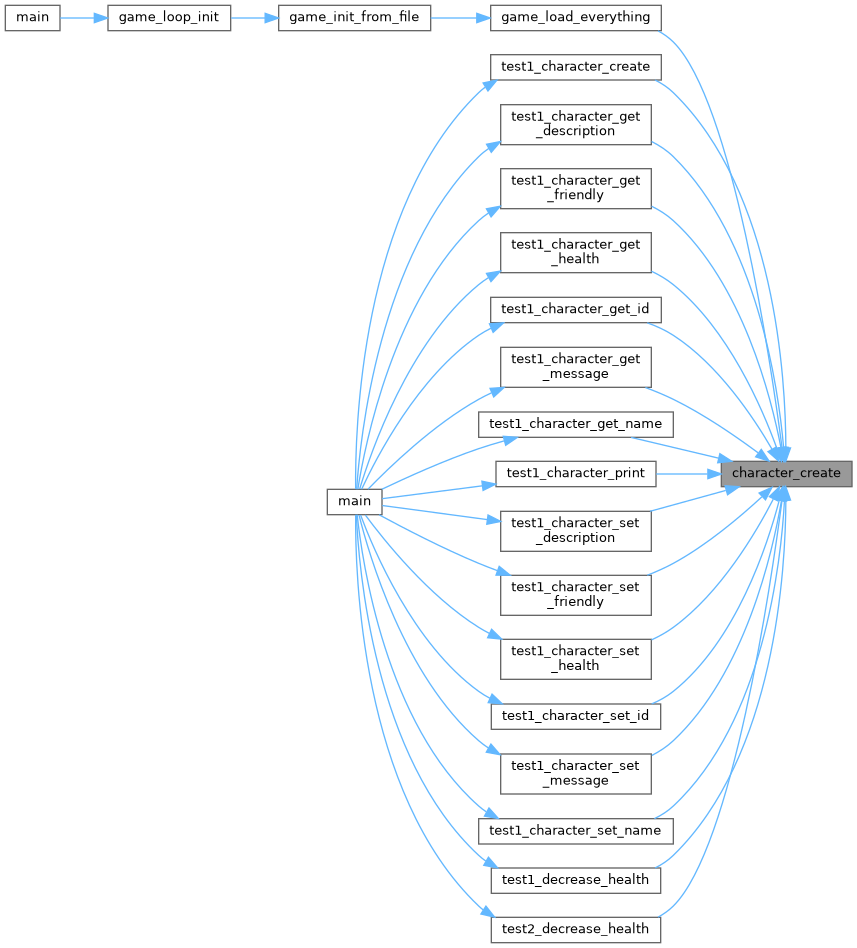 main
game_loop_init
game_init_from_file
game_load_everything
test1_character_create
test1_character_get
_description
test1_character_get
_friendly
test1_character_get
_health
test1_character_get_id
test1_character_get
_message
test1_character_get_name
character_create
test1_character_print
main
test1_character_set
_description
test1_character_set
_friendly
test1_character_set
_health
test1_character_set_id
test1_character_set
_message
test1_character_set_name
test1_decrease_health
test2_decrease_health